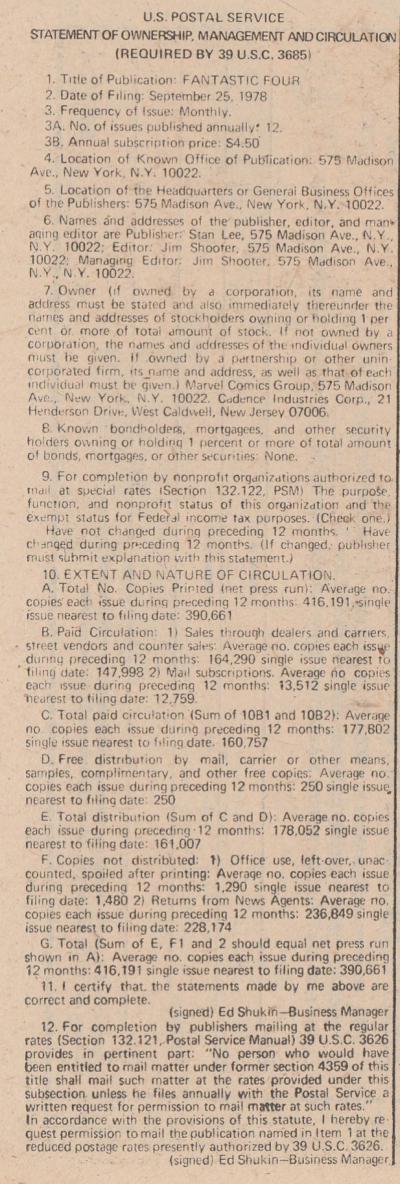 U.S. POSTAL SERVICE
STATEMENT OF OWNERSHIP, MANAGEMENT AND CIRCULATION
(REQUIRED BY 39 U.S.C. 3685)
1. Title of Publication: FANTASTIC FOUR
2. Date of Filing: September 25, 1978
3. Frequency of Issue: Monthly.
3A. No. of issues published annually: 12.
3B. Annual subscription price: $4.50
4. Location of Known Office of Publication: 575 Madison
Ave., New York, N.Y. 10022.
5. Location of the Headquarters or General Business Offices
of the Publishers: 575 Madison Ave., New York, N.Y. 10022.
6. Names and addresses of the publisher, editor, and man-
aging editor are Publisher: Stan Lee, 575 Madison Ave., N.Y.,
N.Y. 10022; Editor: Jim Shooter, 575 Madison Ave., N.Y.
10022; Managing Editor: Jim Shooter, 575 Madison Ave.,
N.Y., N.Y. 10022.
7. Owner (if owned by a corporation, its name and
address must be stated and also immediately thereunder the
names and addresses of stockholders owning or holding 1 per
cent or more of total amount of stock. If not owned by a
corporation, the names and addresses of the individual owners
must be given. If owned by a partnership or other unin-
corporated firm, its name and address, as well as that of each
individual must be given.) Marvel Comics Group, 575 Madison
Ave., New York, N.Y. 10022. Cadence Industries Corp., 21
Henderson Drive, West Caldwell, New Jersey 07006.
8. Known bondholders, mortgagees, and other security
holders owning or holding 1 percent or more of total amount
of bonds, mortgages, or other securities: None.
9. For completion by nonprofit organizations authorized to
mail at special rates (Section 132.122, PSM) The purpose,
function, and nonprofit status of this organization and the
exempt status for Federal income tax purposes. (Check one.)
Have not changed during preceding 12 months. Have
changed during preceding 12 months. (If changed, publisher
must submit explanation with this statement.)
10. EXTENT AND NATURE OF CIRCULATION.
A. Total No. Copies Printed (net press run): Average no.
copies each issue during preceding 12 months: 416,191, single
issue nearest to filing date: 390,661
B. Paid Circulation: 1) Sales through dealers and carriers,
street vendors and counter sales: Average no. copies each issue
during preceding 12 months: 164,290 single issue nearest to
filing date: 147,998 2) Mail subscriptions. Average no copies
each issue during preceding 12 months: 13,512 single issue
nearest to filing date: 12,759.
C. Total paid circulation (Sum of 10B1 and 10B2): Average
no. copies each issue during preceding 12 months: 177,802
single issue nearest to filing date. 160,757
D. Free distribution by mail, carrier or other means,
samples, complimentary, and other free copies: Average no.
copies each issue during preceding 12 months: 250 single issue
nearest to filing date: 250
E. Total distribution (Sum of C and D): Average no. copies
each issue during preceding 12 months: 178,052 single issue
nearest to filing date: 161,007
F. Copies not distributed: 1) Office use, left-over, unac-
counted, spoiled after printing: Average no. copies each issue
during preceding 12 months: 1,290 single issue nearest to
filing date: 1,480 2) Returns from News Agents: Average no.
copies each issue during preceding 12 months: 236,849 single
issue nearest to filing date: 228,174
G. Total (Sum of E, F1 and 2 should equal net press run
shown in A): Average no. copies each issue during preceding
12 months: 416,191 single issue nearest to filing date: 390,661
11. I certify that the statements made by me above are
correct and complete.
(signed) Ed Shukin—Business Manager
12. For completion by publishers mailing at the regular
rates (Section 132.121, Postal Service Manual) 39 U.S.C. 3626
provides in pertinent part: "No person who would have
been entitled to mail matter under former section 4359 of this
title shall mail such matter at the rates provided under this
subsection unless he files annually with the Postal Service a
written request for permission to mail matter at such rates."
In accordance with the provisions of this statute, I hereby re-
quest permission to mail the publication named in Item 1 at the
reduced postage rates presently authorized by 39 U.S.C. 3626.
(signed) Ed Shukin—Business Manager